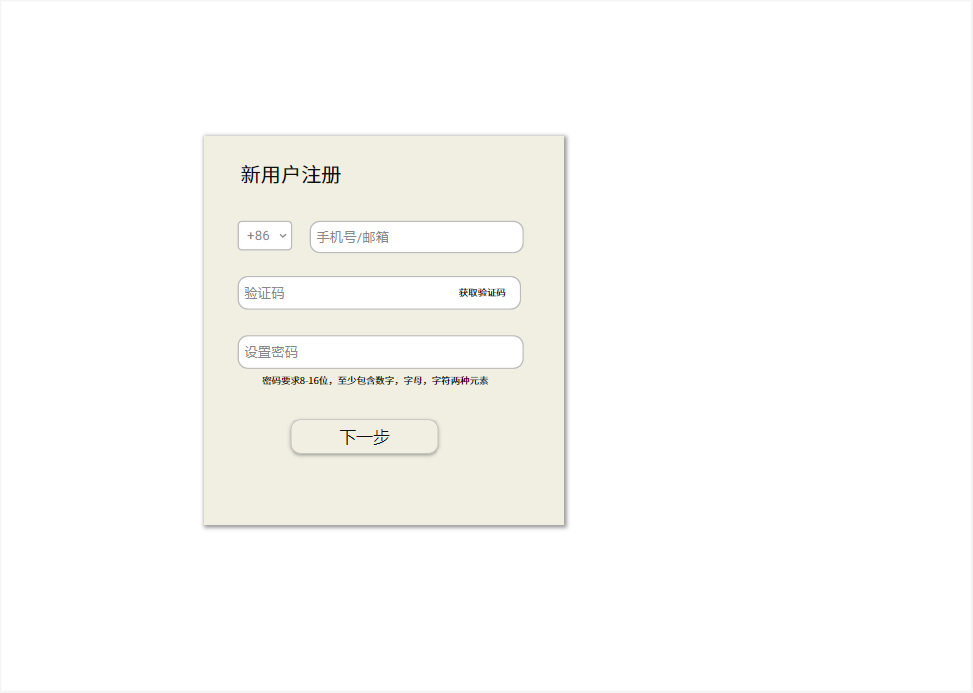 新用户注册
+86 手机号/邮箱
验证码 获取验证码
设置密码
密码要求8-16位，至少包含数字，字母，字符两种元素
下一步